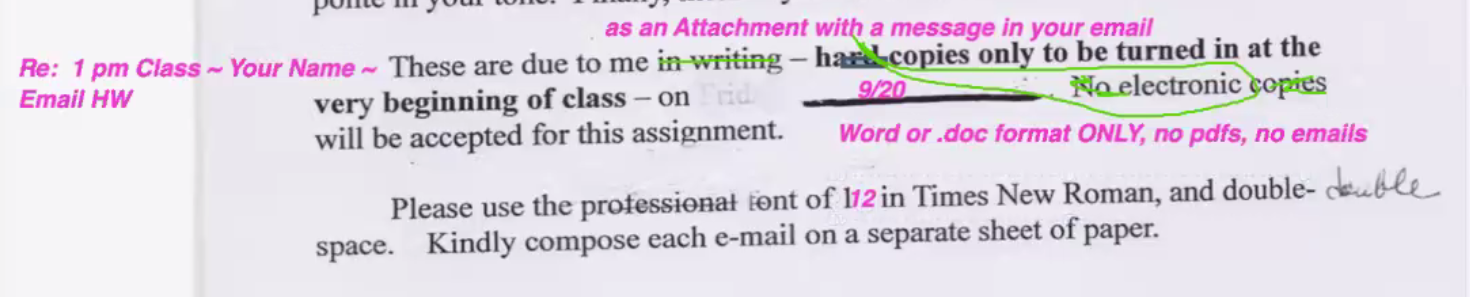 ponte in your tone. Finally,
as an Attachment with a message in your email
Re: 1 pm Class ~ Your Name ~ These are due to me in writing – hard copies only to be turned in at the
Email HW very beginning of class – on Frid 9/20 . No electronic copies
will be accepted for this assignment. Word or .doc format ONLY, no pdfs, no emails
Please use the professional font of 12 in Times New Roman, and double- double
space. Kindly compose each e-mail on a separate sheet of paper.